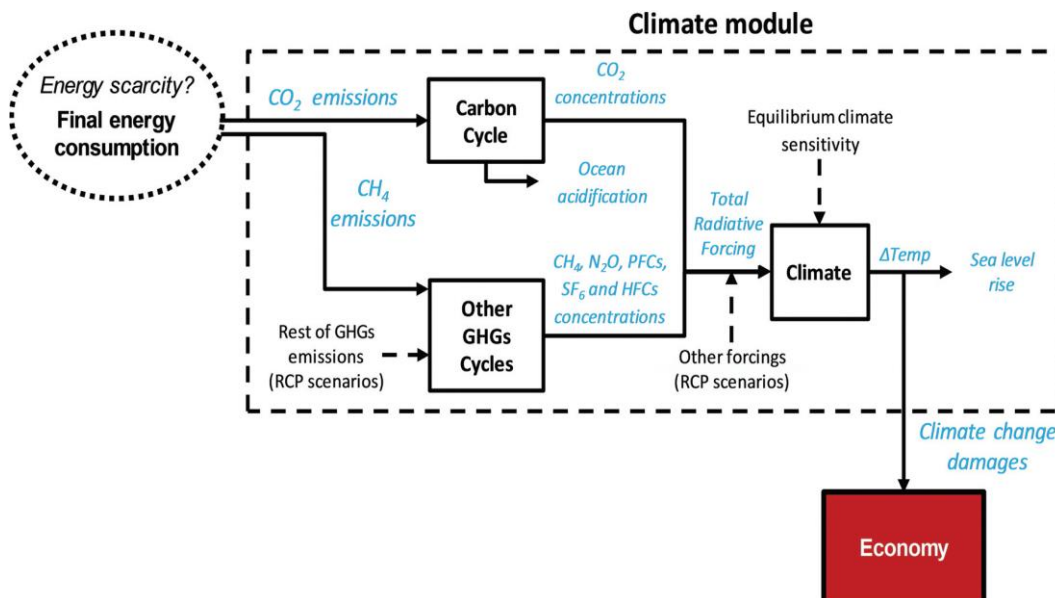 Climate module
Energy scarcity?
Final energy
consumption
CO₂ emissions
Carbon
Cycle
CO₂
concentrations
Ocean
acidification
CH₄
emissions
Equilibrium climate
sensitivity
Total
Radiative
Forcing
Climate
ΔTemp
Sea level
rise
CH₄, N₂O, PFCs,
SF₆ and HFCs
concentrations
Rest of GHGs
emissions
(RCP scenarios)
Other
GHGs
Cycles
Other forcings
(RCP scenarios)
Climate change
damages
Economy